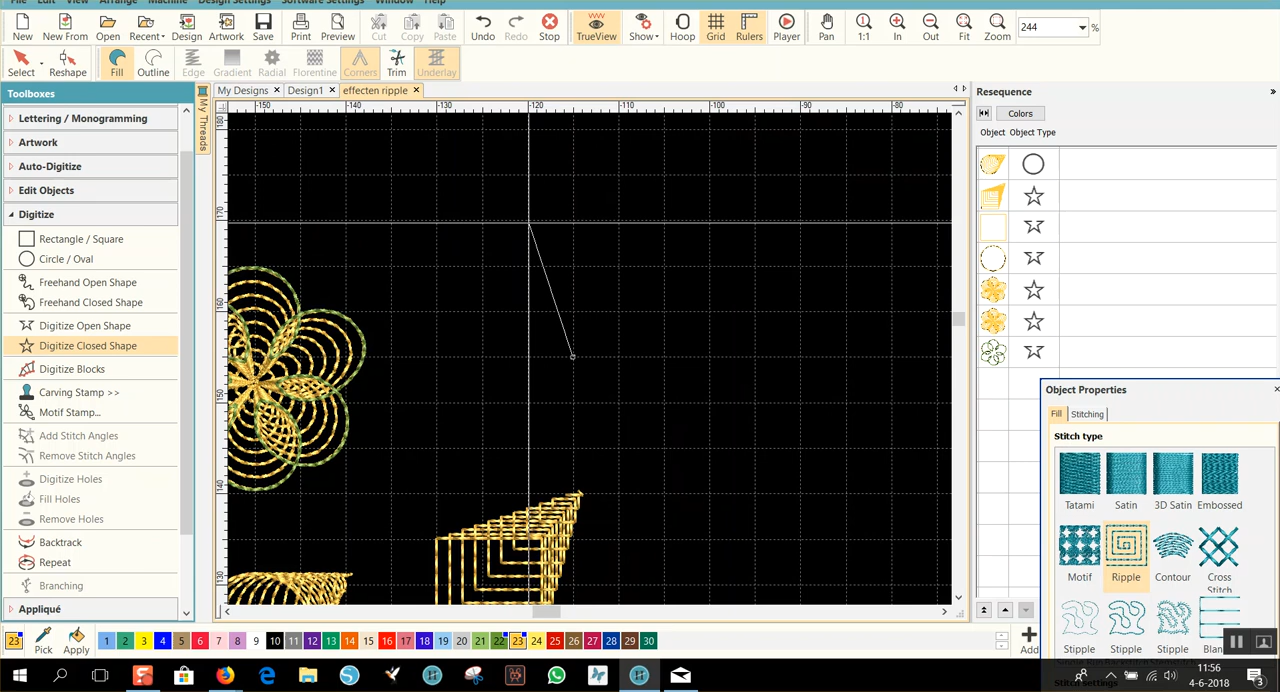 File Edit View Arrange Machine Design Settings Software Settings Window Help
New New From Open Recent Design Artwork Save Print Preview Cut Copy Paste Undo Redo Stop TrueView Show Hoop Grid Rulers Player Pan 1:1 In Out Fit Zoom 244 %
Select Reshape Fill Outline Edge Gradient Radial Florentine Corners Trim Underlay
Toolboxes
Lettering / Monogramming
Artwork
Auto-Digitize
Edit Objects
Digitize
Rectangle / Square
Circle / Oval
Freehand Open Shape
Freehand Closed Shape
Digitize Open Shape
Digitize Closed Shape
Digitize Blocks
Carving Stamp >>
Motif Stamp...
Add Stitch Angles
Remove Stitch Angles
Digitize Holes
Fill Holes
Remove Holes
Backtrack
Repeat
Branching
Appliqué
My Threads
My Designs Design1 effecten ripple
-150 -140 -130 -120 -110 -100 -90 -80
180
170
160
150
140
130
Resequence
Colors
Object Object Type
Object Properties
Fill Stitching
Stitch type
Tatami Satin 3D Satin Embossed
Motif Ripple Contour Cross Stitch
Stipple Stipple Stipple
23 Pick Apply 1 2 3 4 5 6 7 8 9 10 11 12 13 14 15 16 17 18 19 20 21 22 23 24 25 26 27 28 29 30 Add
11:56
4-6-2018